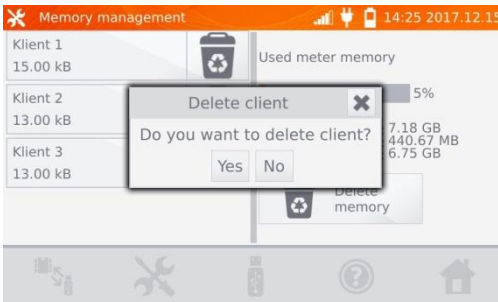 Memory management
14:25 2017.12.15
Klient 1
15.00 kB
Klient 2
13.00 kB
Klient 3
13.00 kB
Used meter memory
5%
7.18 GB
440.67 MB
6.75 GB
Delete
memory
Delete client
Do you want to delete client?
Yes No